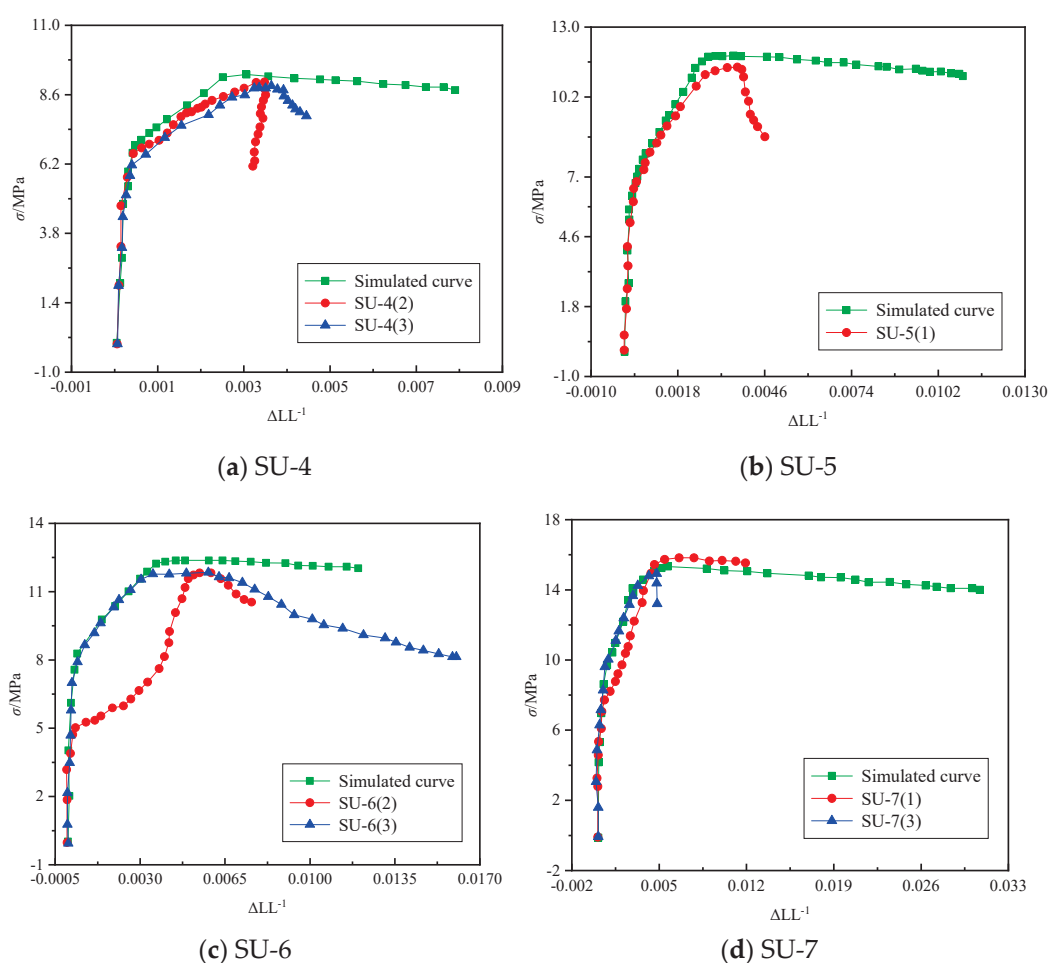 11.0
8.6
6.2
3.8
1.4
-1.0
σ/MPa
-0.001 0.001 0.003 0.005 0.007 0.009
ΔLL⁻¹
Simulated curve
SU-4(2)
SU-4(3)
(a) SU-4
13.0
10.2
7.
4.6
1.8
-1.0
σ/MPa
-0.0010 0.0018 0.0046 0.0074 0.0102 0.0130
ΔLL⁻¹
Simulated curve
SU-5(1)
(b) SU-5
14
11
8
5
2
-1
σ/MPa
-0.0005 0.0030 0.0065 0.0100 0.0135 0.0170
ΔLL⁻¹
Simulated curve
SU-6(2)
SU-6(3)
(c) SU-6
18
14
10
6
2
-2
σ/MPa
-0.002 0.005 0.012 0.019 0.026 0.033
ΔLL⁻¹
Simulated curve
SU-7(1)
SU-7(3)
(d) SU-7